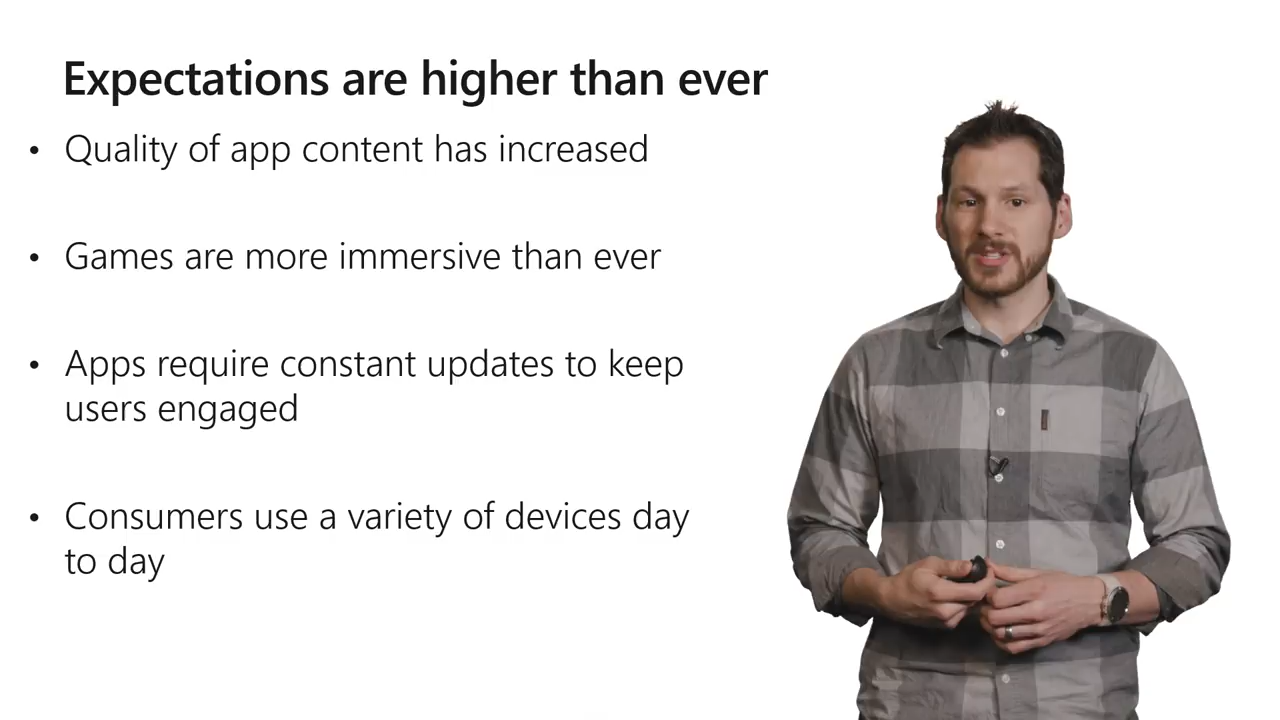 Expectations are higher than ever
• Quality of app content has increased
• Games are more immersive than ever
• Apps require constant updates to keep
users engaged
• Consumers use a variety of devices day
to day